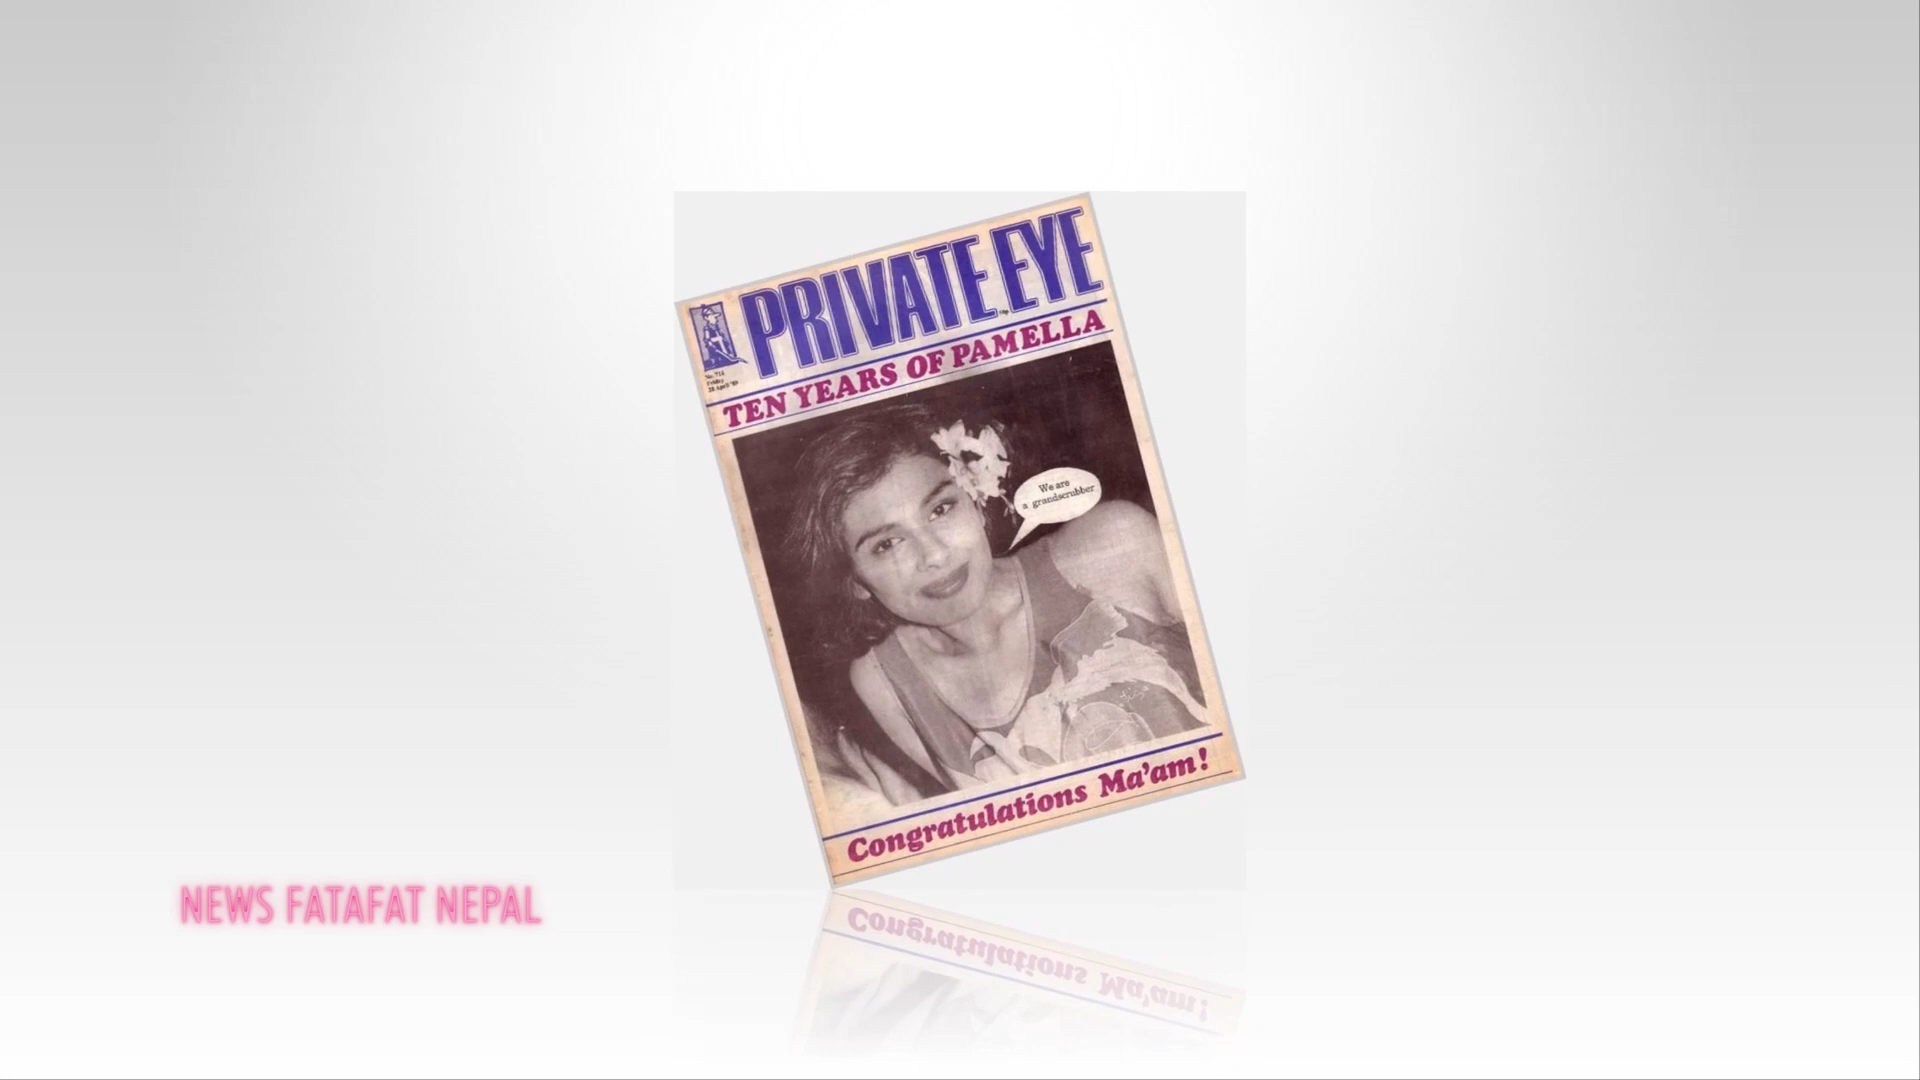 PRIVATE EYE
TEN YEARS OF PAMELLA
We are
a grandscrubber
Congratulations Ma'am!
NEWS FATAFAT NEPAL